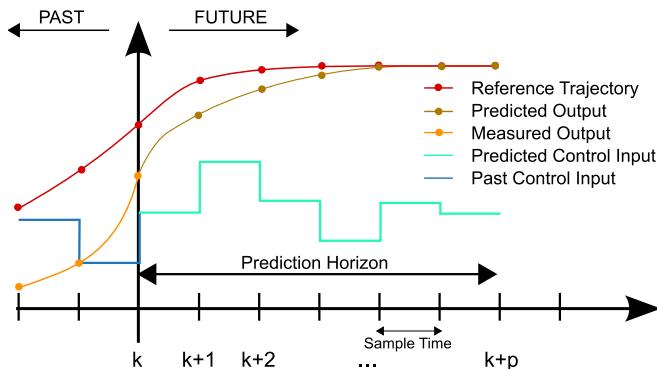 PAST
FUTURE
Reference Trajectory
Predicted Output
Measured Output
Predicted Control Input
Past Control Input
Prediction Horizon
Sample Time
k
k+1
k+2
...
k+p